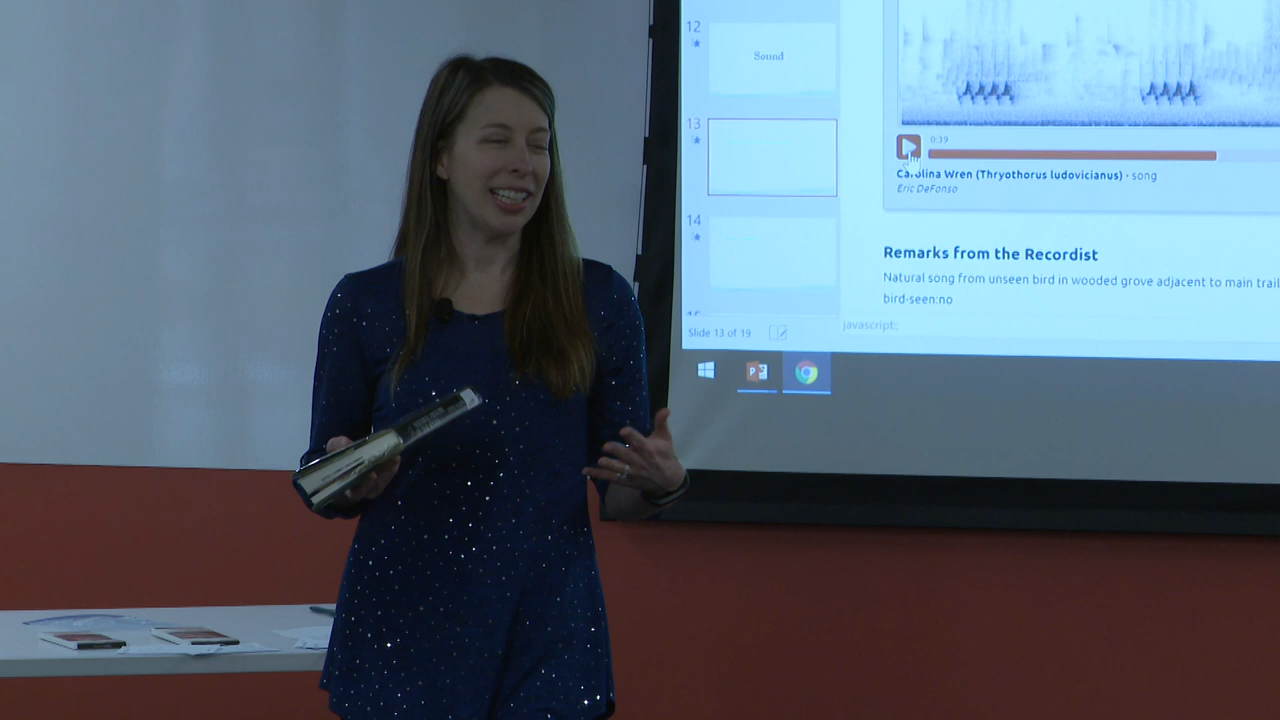 12
Sound
13
14
Slide 13 of 19
0:39
Carolina Wren (Thryothorus ludovicianus) · song
Eric DeFonso
Remarks from the Recordist
Natural song from unseen bird in wooded grove adjacent to main trail
bird-seen:no
javascript:;